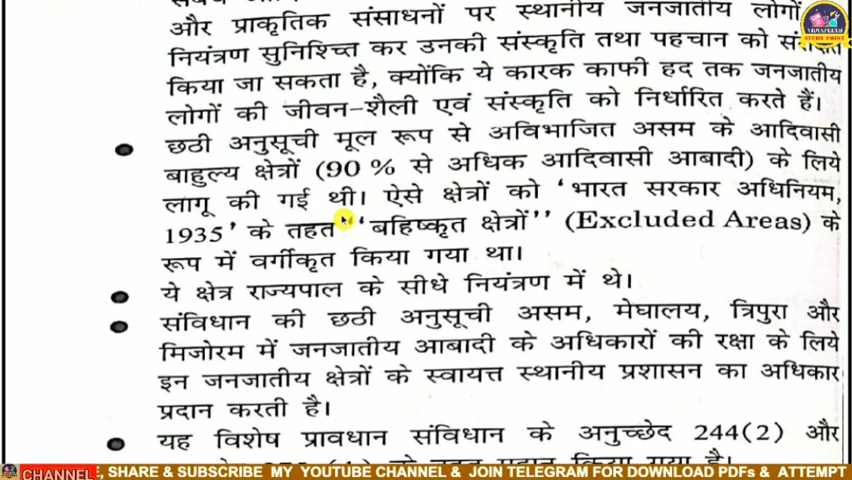 और प्राकृतिक संसाधनों पर स्थानीय जनजातीय लोगों
नियंत्रण सुनिश्चित कर उनकी संस्कृति तथा पहचान को
किया जा सकता है, क्योंकि ये कारक काफी हद तक जनजातीय
लोगों की जीवन-शैली एवं संस्कृति को निर्धारित करते हैं।
छठी अनुसूची मूल रूप से अविभाजित असम के आदिवासी
बाहुल्य क्षेत्रों (90 % से अधिक आदिवासी आबादी) के लिये
लागू की गई थी। ऐसे क्षेत्रों को 'भारत सरकार अधिनियम,
1935' के तहत ''बहिष्कृत क्षेत्रों'' (Excluded Areas) के
रूप में वर्गीकृत किया गया था।
ये क्षेत्र राज्यपाल के सीधे नियंत्रण में थे।
संविधान की छठी अनुसूची असम, मेघालय, त्रिपुरा और
मिजोरम में जनजातीय आबादी के अधिकारों की रक्षा के लिये
इन जनजातीय क्षेत्रों के स्वायत्त स्थानीय प्रशासन का अधिकार
प्रदान करती है।
यह विशेष प्रावधान संविधान के अनुच्छेद 244(2) और
CHANNEL E, SHARE & SUBSCRIBE MY YOUTUBE CHANNEL & JOIN TELEGRAM FOR DOWNLOAD PDFs & ATTEMPT